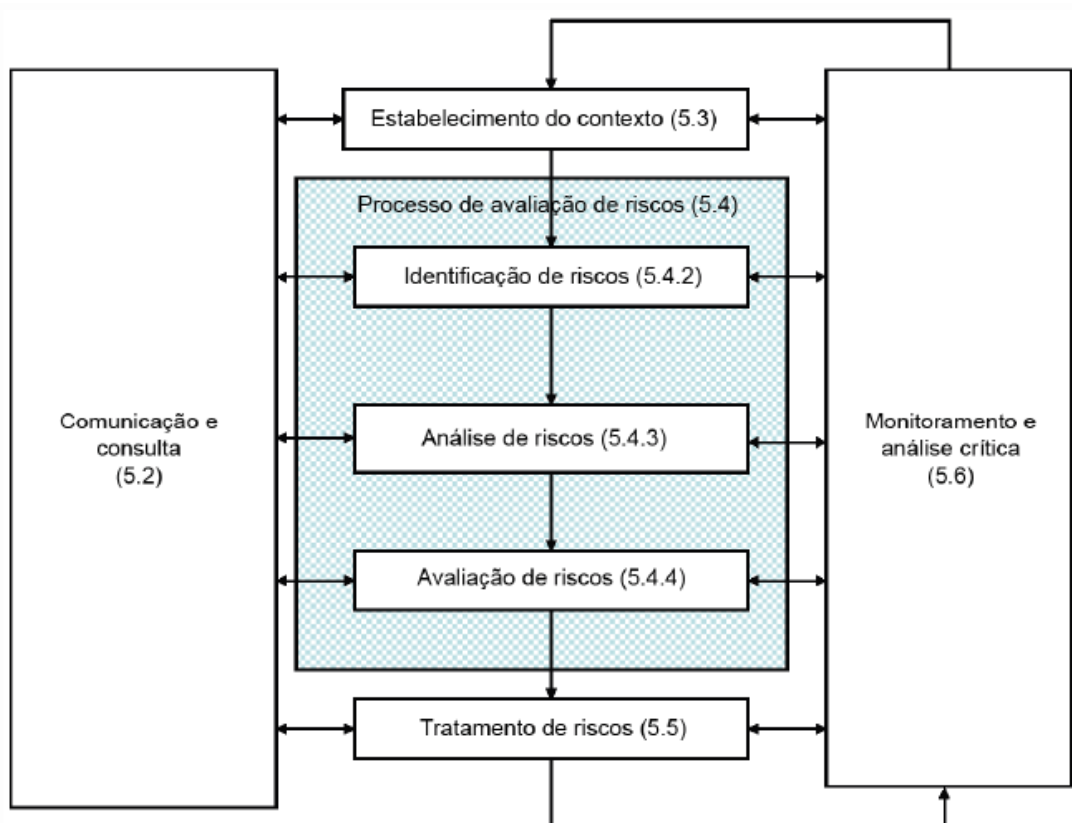 Estabelecimento do contexto (5.3)
Processo de avaliação de riscos (5.4)
Identificação de riscos (5.4.2)
Comunicação e
consulta
(5.2)
Análise de riscos (5.4.3)
Monitoramento e
análise crítica
(5.6)
Avaliação de riscos (5.4.4)
Tratamento de riscos (5.5)